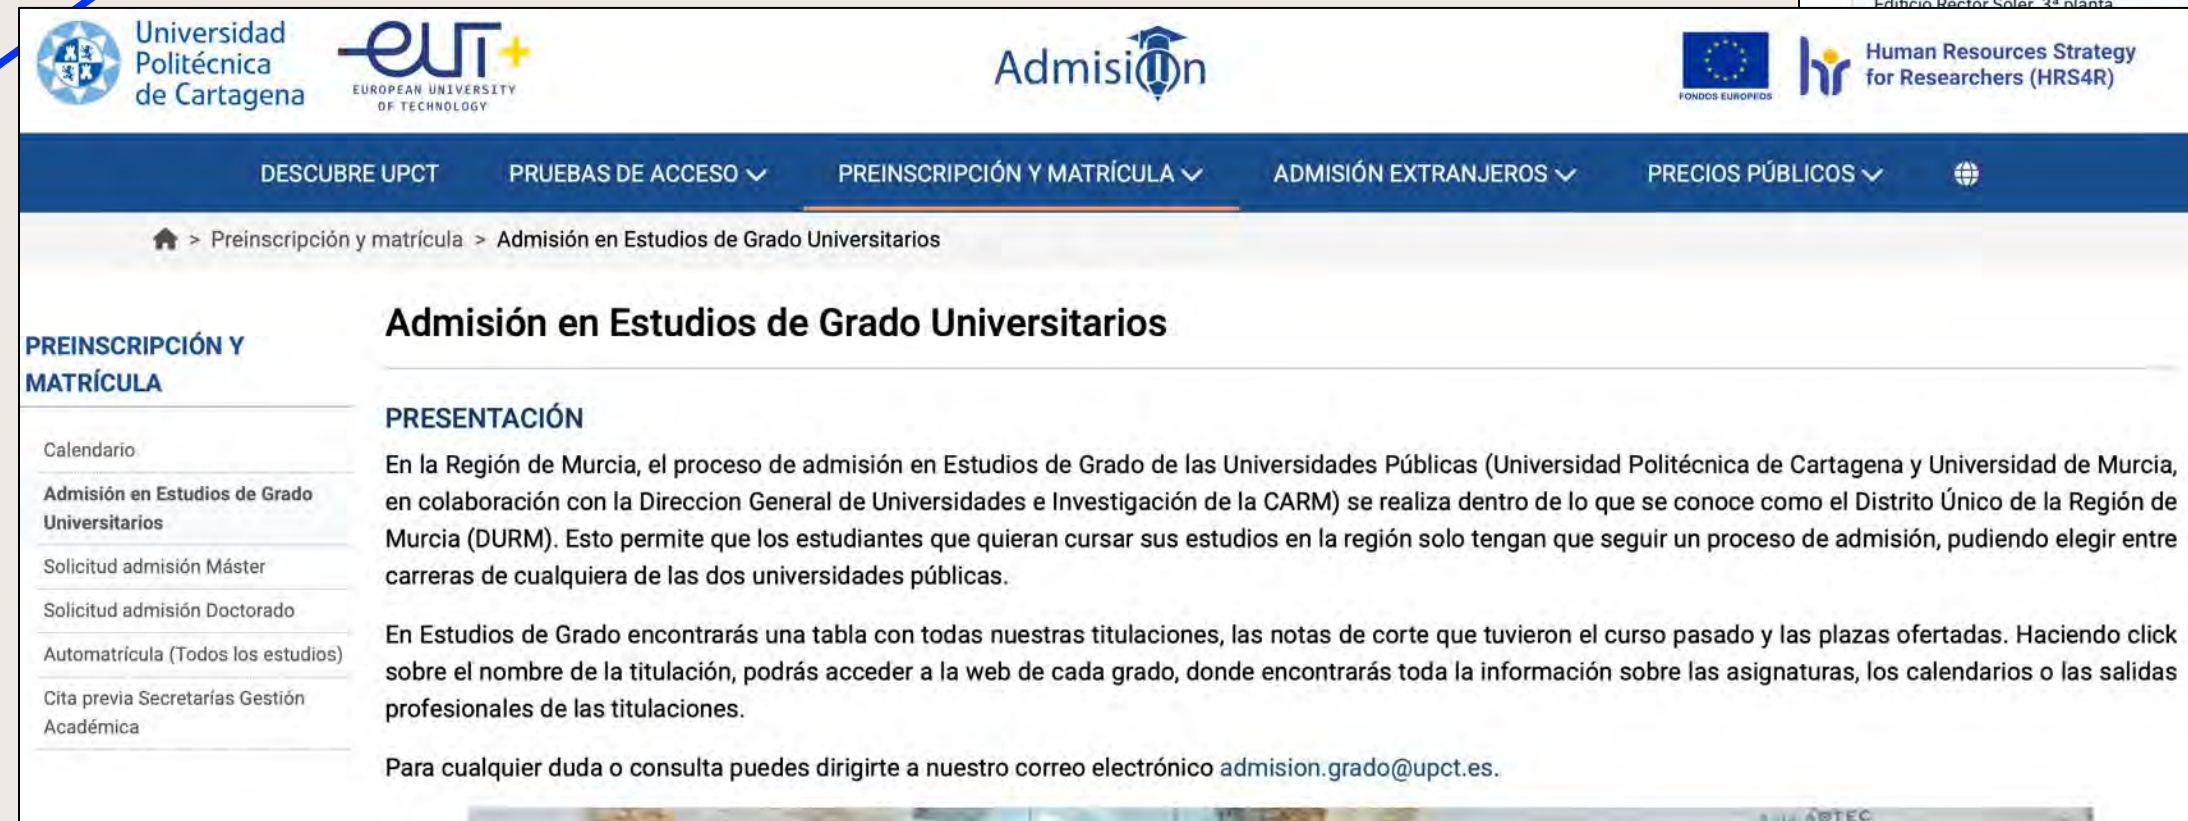 Edificio Rector Soler, 3ª planta
Universidad
Politécnica
de Cartagena
EUT+
EUROPEAN UNIVERSITY
OF TECHNOLOGY
Admisión
FONDOS EUROPEOS
hr
Human Resources Strategy
for Researchers (HRS4R)
DESCUBRE UPCT
PRUEBAS DE ACCESO
PREINSCRIPCIÓN Y MATRÍCULA
ADMISIÓN EXTRANJEROS
PRECIOS PÚBLICOS
> Preinscripción y matrícula > Admisión en Estudios de Grado Universitarios
PREINSCRIPCIÓN Y
MATRÍCULA
Calendario
Admisión en Estudios de Grado
Universitarios
Solicitud admisión Máster
Solicitud admisión Doctorado
Automatrícula (Todos los estudios)
Cita previa Secretarías Gestión
Académica
Admisión en Estudios de Grado Universitarios
PRESENTACIÓN
En la Región de Murcia, el proceso de admisión en Estudios de Grado de las Universidades Públicas (Universidad Politécnica de Cartagena y Universidad de Murcia,
en colaboración con la Direccion General de Universidades e Investigación de la CARM) se realiza dentro de lo que se conoce como el Distrito Único de la Región de
Murcia (DURM). Esto permite que los estudiantes que quieran cursar sus estudios en la región solo tengan que seguir un proceso de admisión, pudiendo elegir entre
carreras de cualquiera de las dos universidades públicas.
En Estudios de Grado encontrarás una tabla con todas nuestras titulaciones, las notas de corte que tuvieron el curso pasado y las plazas ofertadas. Haciendo click
sobre el nombre de la titulación, podrás acceder a la web de cada grado, donde encontrarás toda la información sobre las asignaturas, los calendarios o las salidas
profesionales de las titulaciones.
Para cualquier duda o consulta puedes dirigirte a nuestro correo electrónico admision.grado@upct.es.